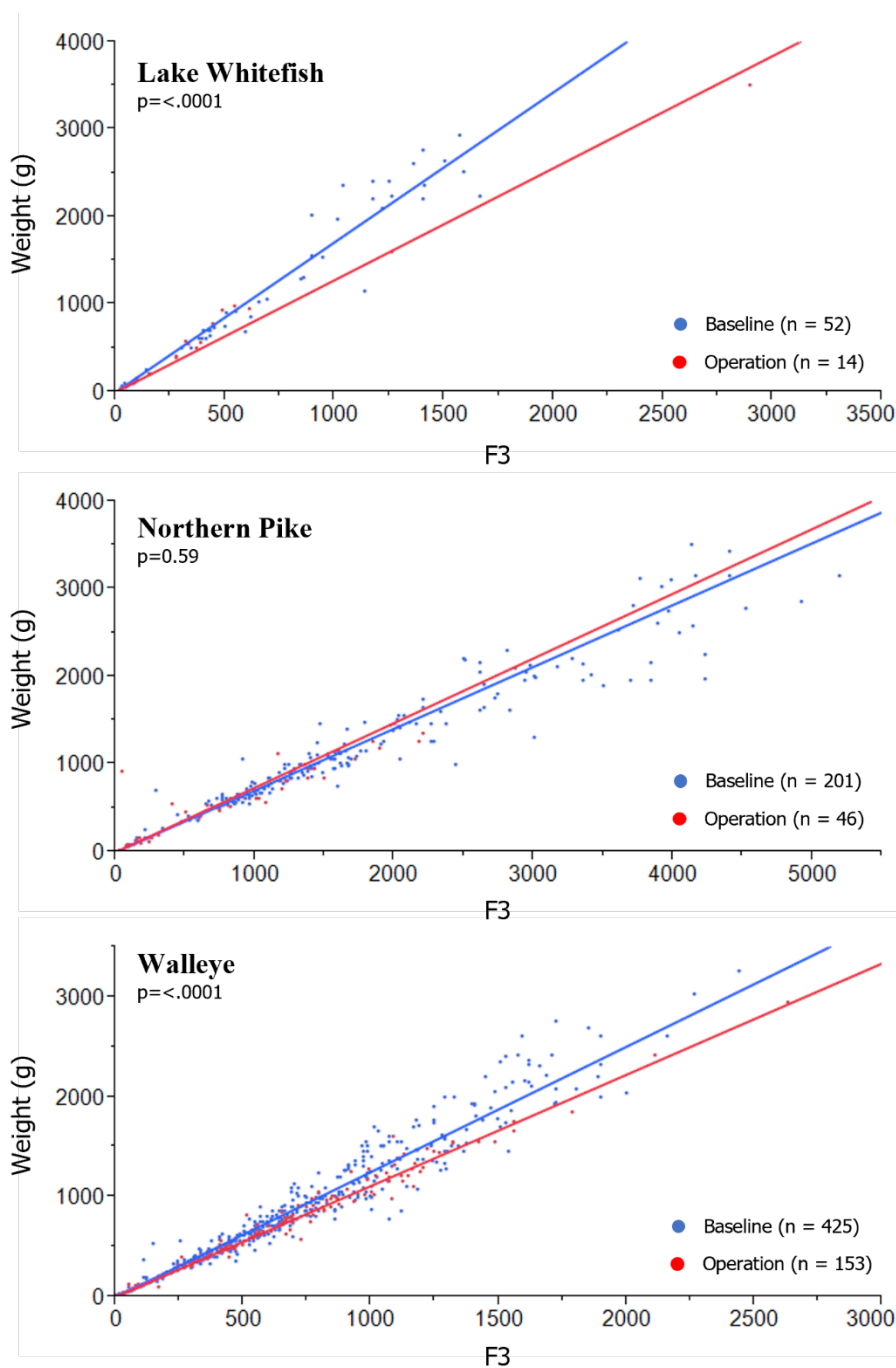 4000
Lake Whitefish
p=<.0001
3000
Weight (g)
2000
1000
Baseline (n = 52)
Operation (n = 14)
0
0 500 1000 1500 2000 2500 3000 3500
F3
4000
Northern Pike
p=0.59
3000
Weight (g)
2000
1000
Baseline (n = 201)
Operation (n = 46)
0
0 1000 2000 3000 4000 5000
F3
Walleye
p=<.0001
3000
Weight (g)
2000
1000
Baseline (n = 425)
Operation (n = 153)
0
0 500 1000 1500 2000 2500 3000
F3